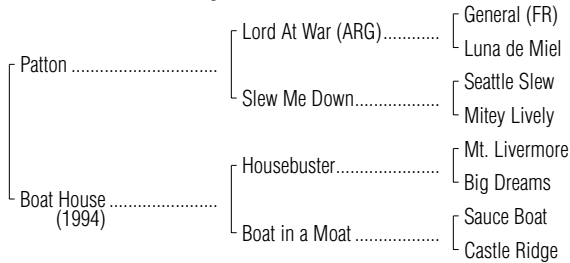 General (FR)
Lord At War (ARG)............
Luna de Miel
Patton ...............................
Seattle Slew
Slew Me Down..................
Mitey Lively
Mt. Livermore
Housebuster......................
Big Dreams
Boat House .......................
(1994)
Sauce Boat
Boat in a Moat ..................
Castle Ridge